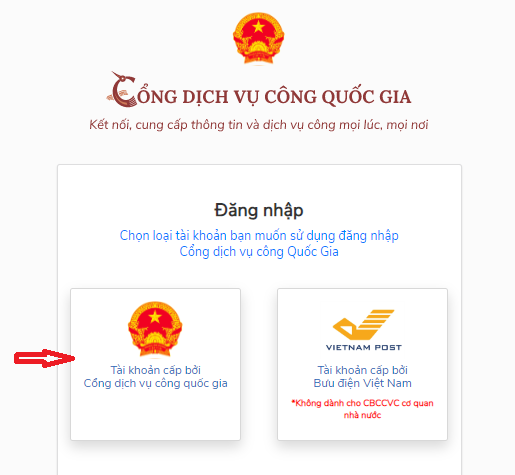 CỔNG DỊCH VỤ CÔNG QUỐC GIA
Kết nối, cung cấp thông tin và dịch vụ công mọi lúc, mọi nơi
Đăng nhập
Chọn loại tài khoản bạn muốn sử dụng đăng nhập
Cổng dịch vụ công Quốc Gia
Tài khoản cấp bởi
Cổng dịch vụ công quốc gia
VIETNAM POST
Tài khoản cấp bởi
Bưu điện Việt Nam
*Không dành cho CBCCVC cơ quan
nhà nước